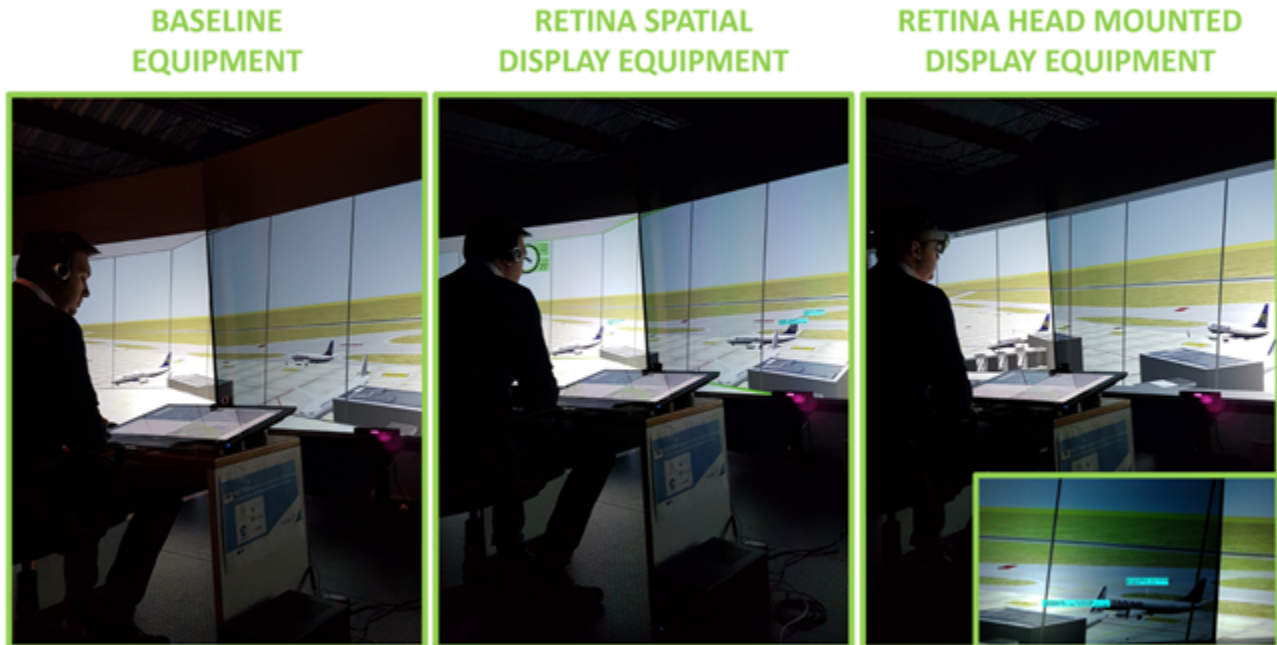 BASELINE
EQUIPMENT
RETINA SPATIAL
DISPLAY EQUIPMENT
RETINA HEAD MOUNTED
DISPLAY EQUIPMENT